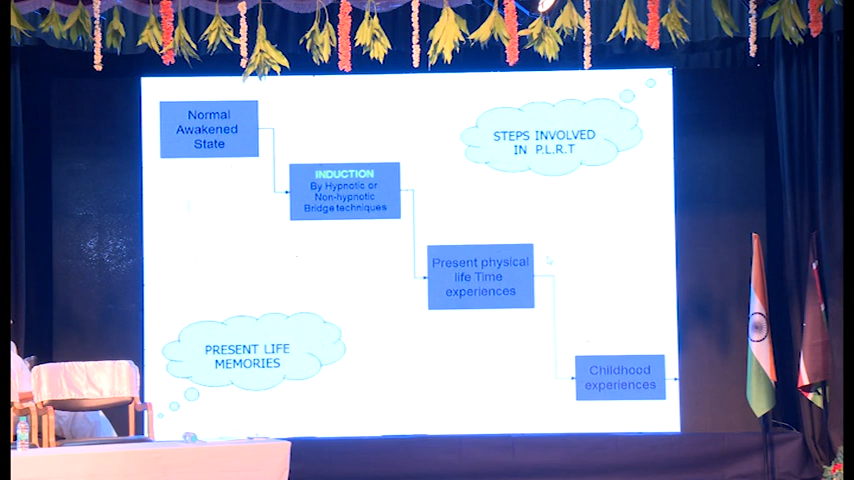 Normal
Awakened
State
STEPS INVOLVED
IN P.L.R.T
INDUCTION
By Hypnotic or
Non-hypnotic
Bridge techniques
Present physical
life Time
experiences
PRESENT LIFE
MEMORIES
Childhood
experiences